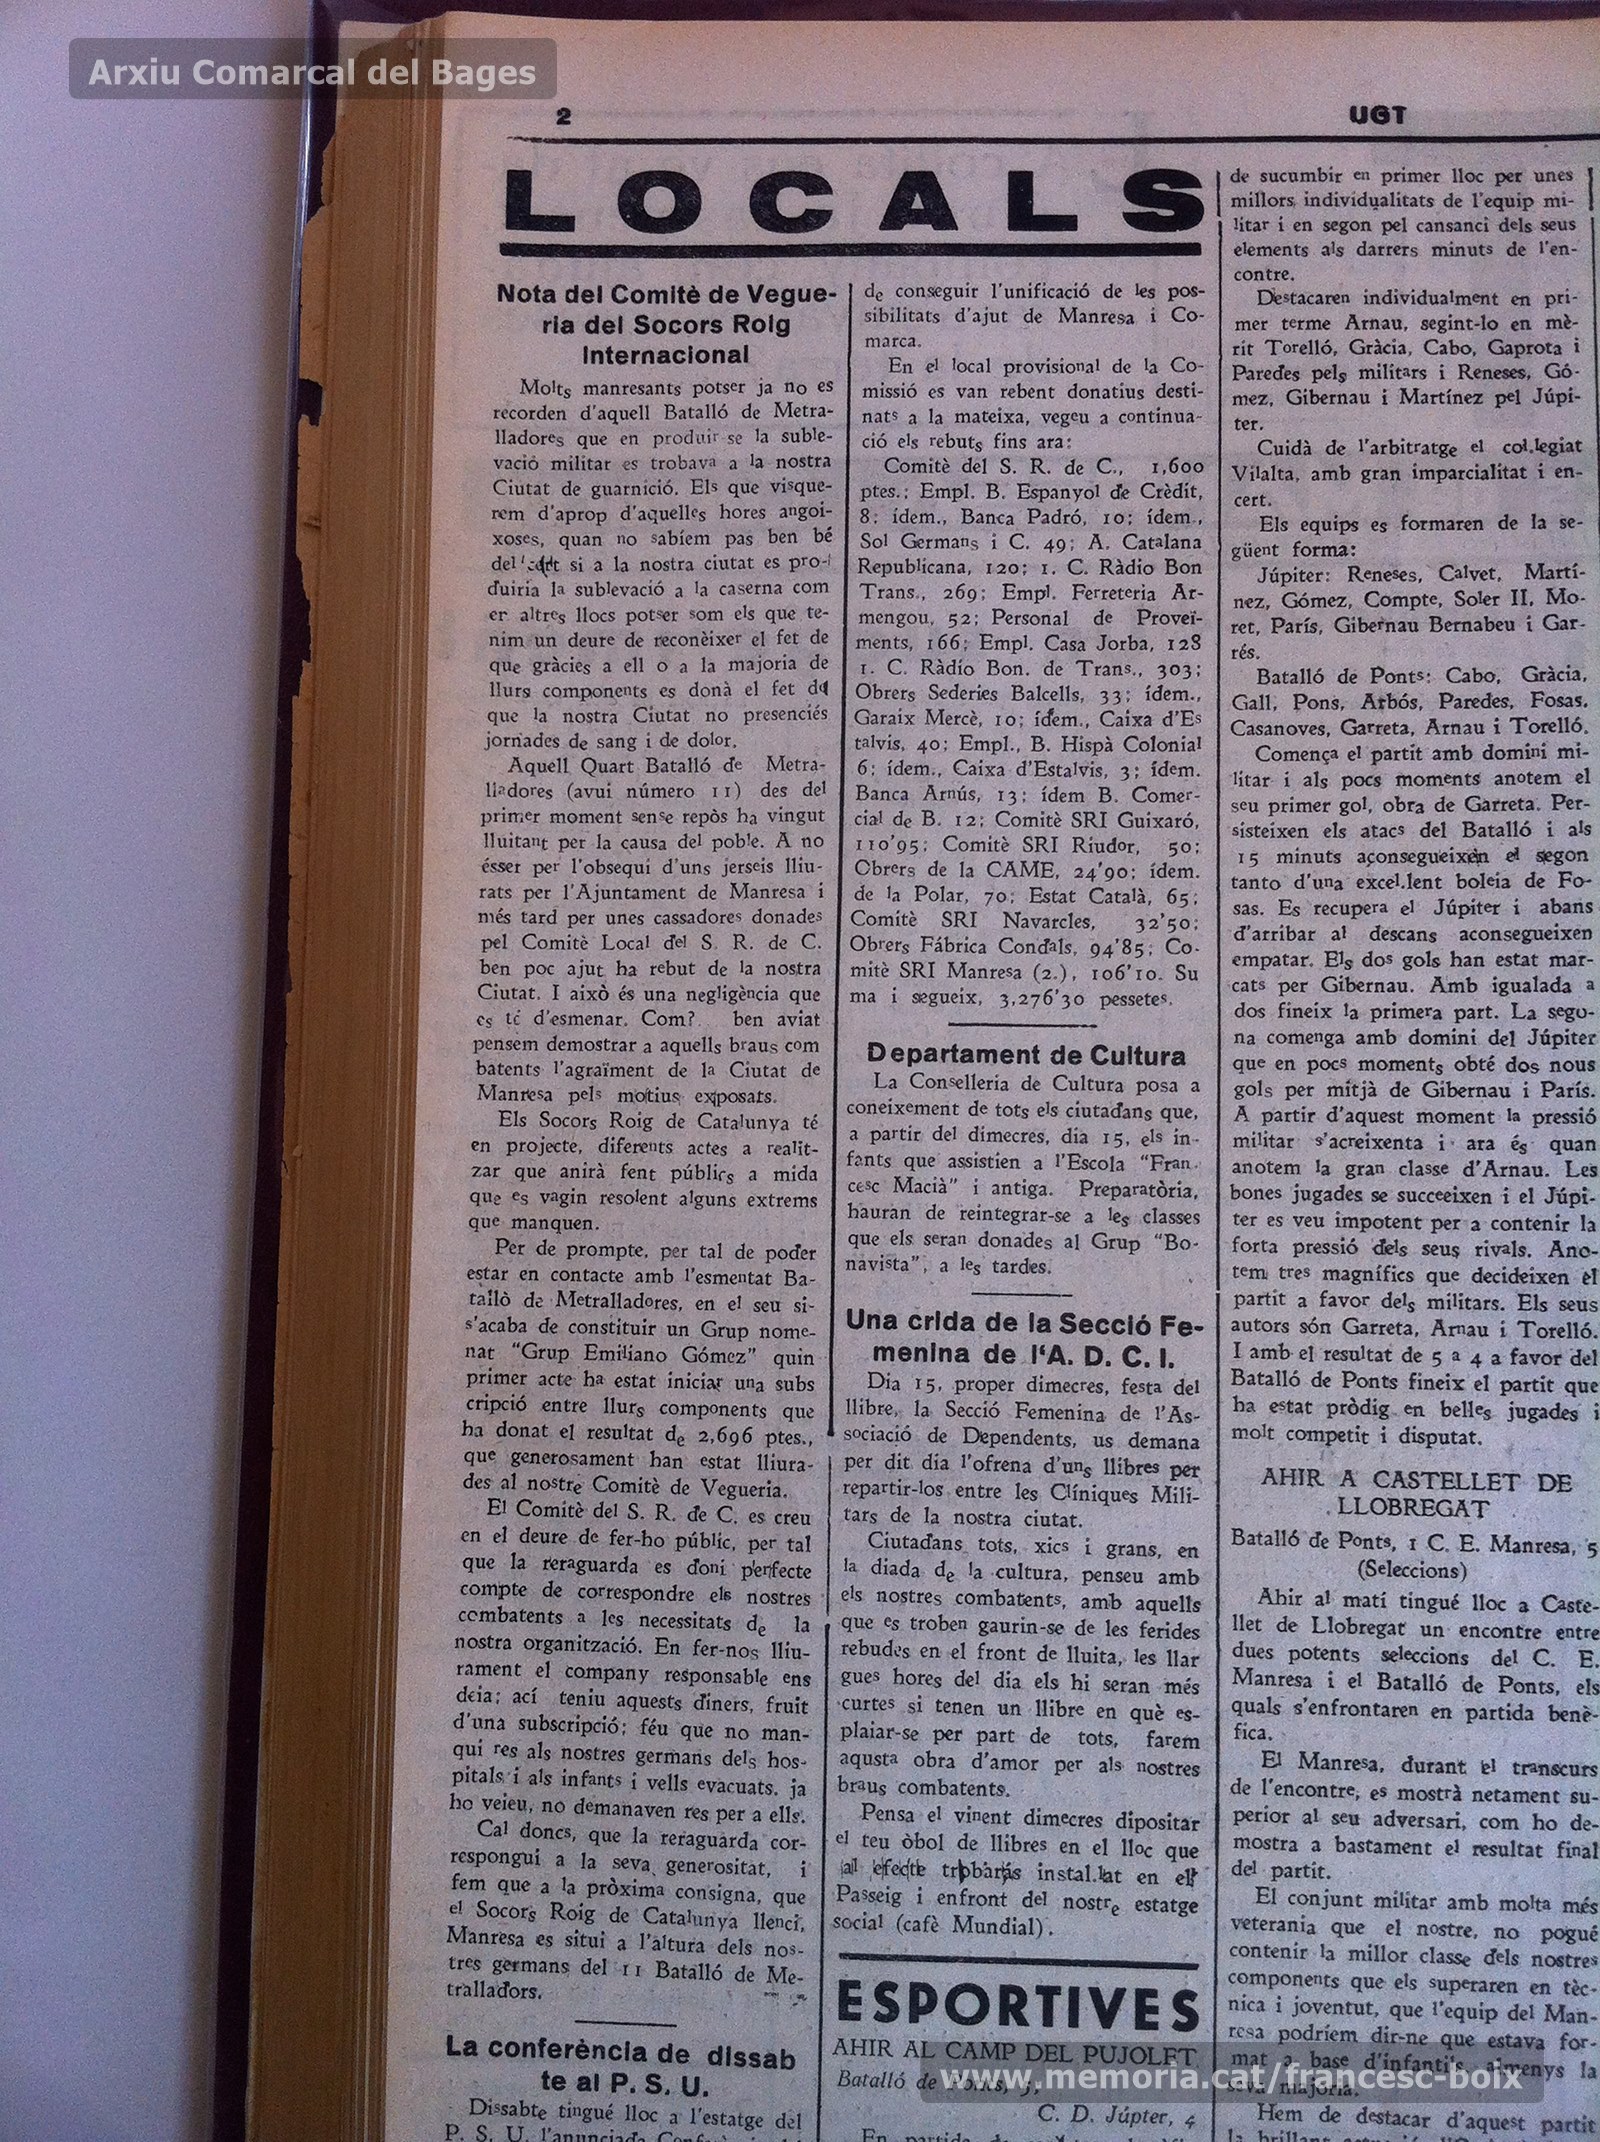 Arxiu Comarcal del Bages
2
UGT
LOCALS
Nota del Comitè de Vegue-
ria del Socors Roig
Internacional
Molts manresants potser ja no es
recorden d'aquell Batalló de Metra-
lladores que en produir-se la suble-
vació militar es trobava a la nostra
Ciutat de guarnició. Els que visque-
rem d'aprop d'aquelles hores angoi-
xoses, quan no sabíem pas ben bé
del cert si a la nostra ciutat es pro-
duiria la sublevació a la caserna com
er altres llocs potser som els que te-
nim un deure de reconèixer el fet de
que gràcies a ell o a la majoria de
llurs components es donà el fet de
que la nostra Ciutat no presenciés
jornades de sang i de dolor.
Aquell Quart Batalló de Metra-
lladores (avui número 11) des del
primer moment sense repòs ha vingut
lluitant per la causa del poble. A no
ésser per l'obsequi d'uns jerseis lliu-
rats per l'Ajuntament de Manresa i
més tard per unes cassadores donades
pel Comitè Local del S. R. de C.
ben poc ajut ha rebut de la nostra
Ciutat. I això és una negligència que
es té d'esmenar. Com? ben aviat
pensem demostrar a aquells braus com
batents l'agraïment de la Ciutat de
Manresa pels motius exposats.
Els Socors Roig de Catalunya té
en projecte, diferents actes a realit-
zar que anirà fent públics a mida
que es vagin resolent alguns extrems
que manquen.
Per de prompte, per tal de poder
estar en contacte amb l'esmentat Ba-
tallò de Metralladores, en el seu si-
s'acaba de constituir un Grup nome-
nat "Grup Emiliano Gómez" quin
primer acte ha estat iniciar una subs
cripció entre llurs components que
ha donat el resultat de 2,696 ptes.,
que generosament han estat lliura-
des al nostre Comitè de Vegueria.
El Comitè del S. R. de C. es creu
en el deure de fer-ho públic, per tal
que la reraguarda es doni perfecte
compte de correspondre els nostres
combatents a les necessitats de la
nostra organització. En fer-nos lliu-
rament el company responsable ens
deia; ací teniu aquests diners, fruit
d'una subscripció; féu que no man-
qui res als nostres germans dels hos-
pitals i als infants i vells evacuats. ja
ho veieu, no demanaven res per a ells.
Cal doncs, que la reraguarda cor-
respongui a la seva generositat, i
fem que a la pròxima consigna, que
el Socors Roig de Catalunya llenci,
Manresa es situi a l'altura dels nos-
tres germans del 11 Batalló de Me-
tralladors.
La conferència de dissab
te al P. S. U.
Dissabte tingué lloc a l'estatge del
P. S. U. l'anunciada
de conseguir l'unificació de les pos-
sibilitats d'ajut de Manresa i Co-
marca.
En el local provisional de la Co-
missió es van rebent donatius desti-
nats a la mateixa, vegeu a continua-
ció els rebuts fins ara:
Comitè del S. R. de C., 1,600
ptes.; Empl. B. Espanyol de Crèdit,
8; ídem., Banca Padró, 10; ídem.,
Sol Germans i C. 49; A. Catalana
Republicana, 120; 1. C. Ràdio Bon
Trans., 269; Empl. Ferreteria Ar-
mengou, 52; Personal de Proveï-
ments, 166; Empl. Casa Jorba, 128
1. C. Ràdio Bon. de Trans., 303;
Obrers Sederies Balcells, 33; ídem.,
Garaix Mercè, 10; ídem., Caixa d'Es
talvis, 40; Empl., B. Hispà Colonial
6; ídem., Caixa d'Estalvis, 3; ídem.
Banca Arnús, 13; ídem B. Comer-
cial de B. 12; Comitè SRI Guixaró,
110'95; Comitè SRI Riudor, 50;
Obrers de la CAME, 24'90; ídem.
de la Polar, 70; Estat Català, 65;
Comitè SRI Navarcles, 32'50;
Obrers Fábrica Condals, 94'85; Co-
mitè SRI Manresa (2.), 106'10. Su
ma i segueix, 3,276'30 pessetes.
Departament de Cultura
La Conselleria de Cultura posa a
coneixement de tots els ciutadans que,
a partir del dimecres, dia 15, els in-
fants que assistien a l'Escola "Fran-
cesc Macià" i antiga. Preparatòria,
hauran de reintegrar-se a les classes
que els seran donades al Grup "Bo-
navista", a les tardes.
Una crida de la Secció Fe-
menina de l'A. D. C. I.
Dia 15, proper dimecres, festa del
llibre, la Secció Femenina de l'As-
sociació de Dependents, us demana
per dit dia l'ofrena d'uns llibres per
repartir-los entre les Clíniques Mili-
tars de la nostra ciutat.
Ciutadans tots, xics i grans, en
la diada de la cultura, penseu amb
els nostres combatents, amb aquells
que es troben gaurin-se de les ferides
rebudes en el front de lluita, les llar
gues hores del dia els hi seran més
curtes si tenen un llibre en què es-
plaiar-se per part de tots, farem
aqusta obra d'amor per als nostres
braus combatents.
Pensa el vinent dimecres dipositar
el teu òbol de llibres en el lloc que
al efecte trobaràs instal.lat en el
Passeig i enfront del nostre estatge
social (cafè Mundial).
ESPORTIVES
AHIR AL CAMP DEL PUJOLET
Batalló de Ponts, 5,
C. D. Júpter, 4
de sucumbir en primer lloc per unes
millors individualitats de l'equip mi-
litar i en segon pel cansanci dels seus
elements als darrers minuts de l'en-
contre.
Destacaren individualment en pri-
mer terme Arnau, segint-lo en mè-
rit Torelló, Gràcia, Cabo, Gaprota i
Paredes pels militars i Reneses, Gó-
mez, Gibernau i Martínez pel Júpi-
ter.
Cuidà de l'arbitratge el col.legiat
Vilalta, amb gran imparcialitat i en-
cert.
Els equips es formaren de la se-
güent forma:
Júpiter: Reneses, Calvet, Martí-
nez, Gómez, Compte, Soler II, Mo-
ret, París, Gibernau Bernabeu i Gar-
rés.
Batalló de Ponts: Cabo, Gràcia,
Gall, Pons, Arbós, Paredes, Fosas,
Casanoves, Garreta, Arnau i Torelló.
Comença el partit amb domini mi-
litar i als pocs moments anotem el
seu primer gol, obra de Garreta. Per-
sisteixen els atacs del Batalló i als
15 minuts aconsegueixen el segon
tanto d'una excel.lent boleia de Fo-
sas. Es recupera el Júpiter i abans
d'arribar al descans aconsegueixen
empatar. Els dos gols han estat mar-
cats per Gibernau. Amb igualada a
dos fineix la primera part. La sego-
na comenga amb domini del Júpiter
que en pocs moments obté dos nous
gols per mitjà de Gibernau i París.
A partir d'aquest moment la pressió
militar s'acreixenta i ara és quan
anotem la gran classe d'Arnau. Les
bones jugades se succeeixen i el Júpi-
ter es veu impotent per a contenir la
forta pressió dels seus rivals. Ano-
tem tres magnífics que decideixen el
partit a favor dels militars. Els seus
autors són Garreta, Arnau i Torelló.
I amb el resultat de 5 a 4 a favor del
Batalló de Ponts fineix el partit que
ha estat pròdig en belles jugades i
molt competit i disputat.
AHIR A CASTELLET DE
LLOBREGAT
Batalló de Ponts, 1 C. E. Manresa, 5
(Seleccions)
Ahir al matí tingué lloc a Caste-
llet de Llobregat un encontre entre
dues potents seleccions del C. E.
Manresa i el Batalló de Ponts, els
quals s'enfrontaren en partida benè-
fica.
El Manresa, durant el transcurs
de l'encontre, es mostrà netament su-
perior al seu adversari, com ho de-
mostra a bastament el resultat final
del partit.
El conjunt militar amb molta més
veterania que el nostre, no pogué
contenir la millor classe dels nostres
components que els superaren en tèc-
nica i joventut, que l'equip del Man-
resa podríem dir-ne que estava for-
mat a base d'infantils, almenys la
seva majoria.
Hem de destacar d'aquest partit
www.memoria.cat/francesc-boix